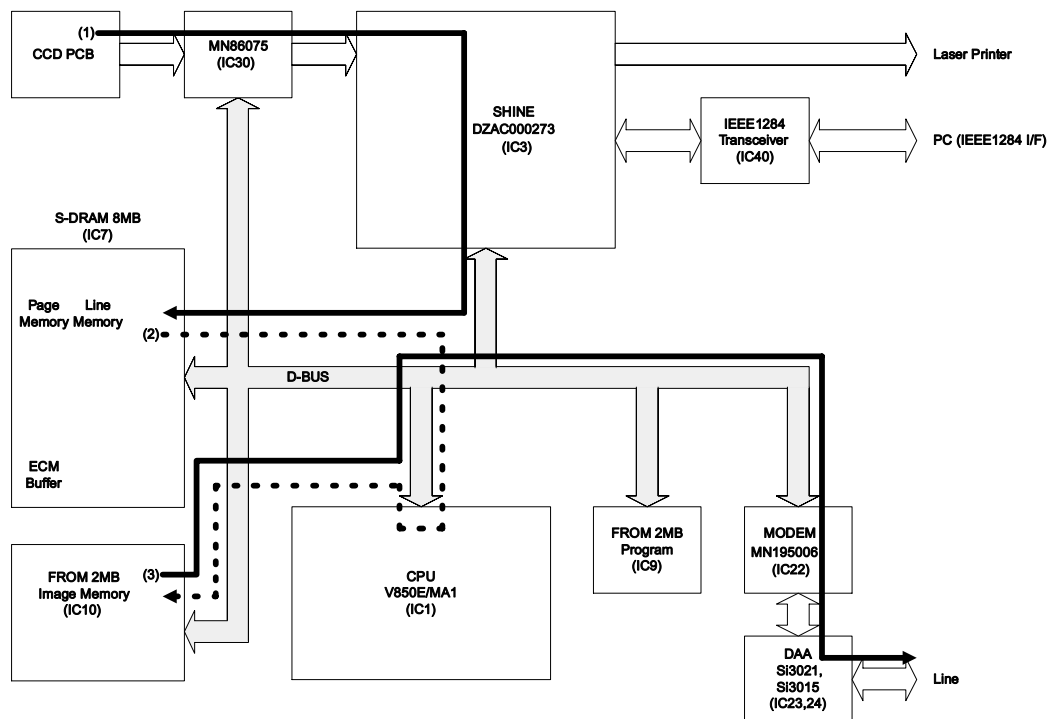 CCD PCB
(1)
MN86075
(IC30)
SHINE
DZAC000273
(IC3)
Laser Printer
IEEE1284
Transceiver
(IC40)
PC (IEEE1284 I/F)
S-DRAM 8MB
(IC7)
Page Line
Memory Memory
(2)
D-BUS
ECM
Buffer
FROM 2MB
Image Memory
(IC10)
(3)
CPU
V850E/MA1
(IC1)
FROM 2MB
Program
(IC9)
MODEM
MN195006
(IC22)
DAA
Si3021,
Si3015
(IC23,24)
Line